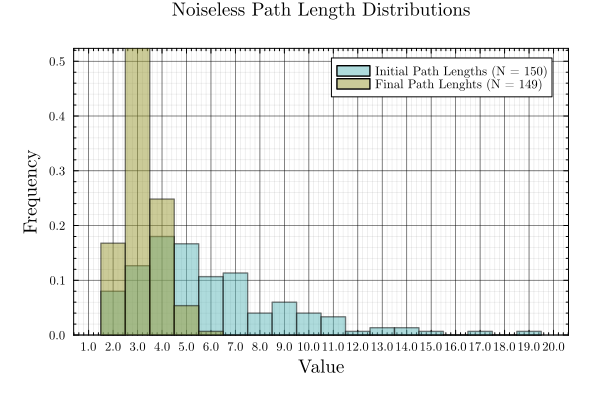 Noiseless Path Length Distributions
Initial Path Lengths (N = 150)
Final Path Lenghts (N = 149)
0.5
0.4
0.3
0.2
0.1
0.0
Frequency
1.0 2.0 3.0 4.0 5.0 6.0 7.0 8.0 9.0 10.0 11.0 12.0 13.0 14.0 15.0 16.0 17.0 18.0 19.0 20.0
Value